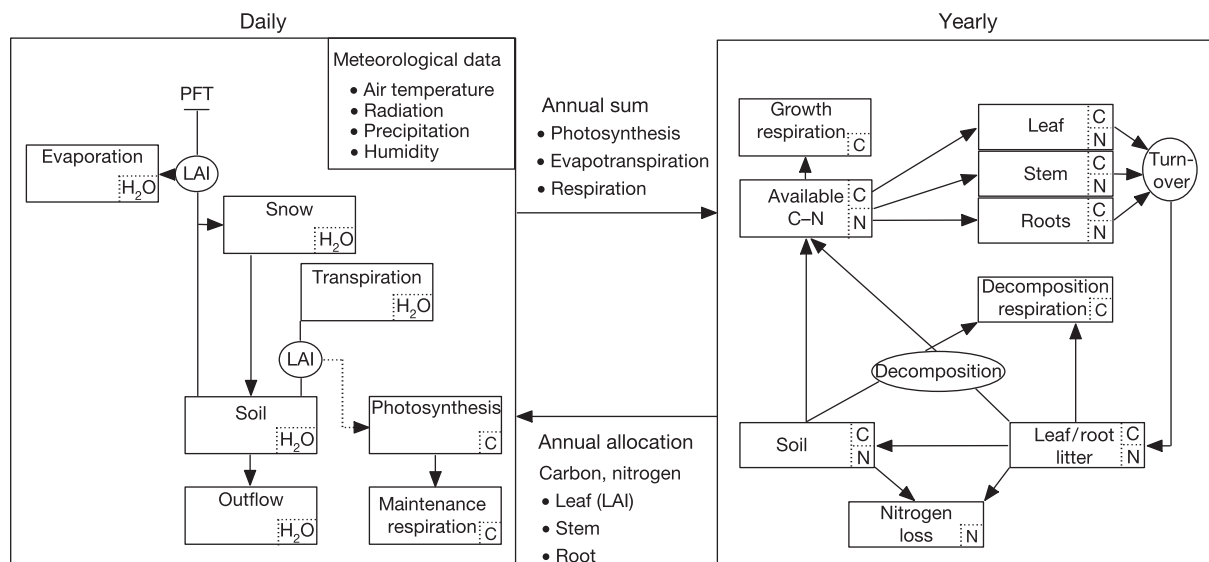 Daily
Yearly
Meteorological data
• Air temperature
• Radiation
• Precipitation
• Humidity
PFT
Evaporation
H₂O
LAI
Snow
H₂O
Transpiration
H₂O
LAI
Soil
H₂O
Photosynthesis
C
Outflow
H₂O
Maintenance
respiration
C
Annual sum
• Photosynthesis
• Evapotranspiration
• Respiration
Annual allocation
Carbon, nitrogen
• Leaf (LAI)
• Stem
• Root
Growth
respiration
C
Available
C–N
C
N
Leaf
C
N
Stem
C
N
Roots
C
N
Turn-
over
Decomposition
respiration
C
Decomposition
Soil
C
N
Leaf/root
litter
C
N
Nitrogen
loss
N